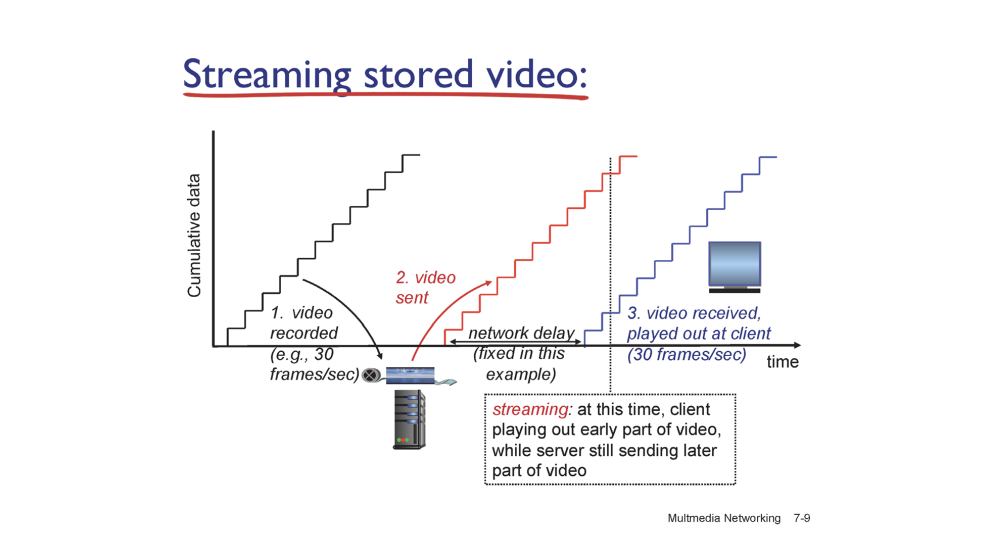 Streaming stored video:
Cumulative data
1. video
recorded
(e.g., 30
frames/sec)
2. video
sent
network delay
(fixed in this
example)
3. video received,
played out at client
(30 frames/sec)
time
streaming: at this time, client
playing out early part of video,
while server still sending later
part of video
Multmedia Networking 7-9